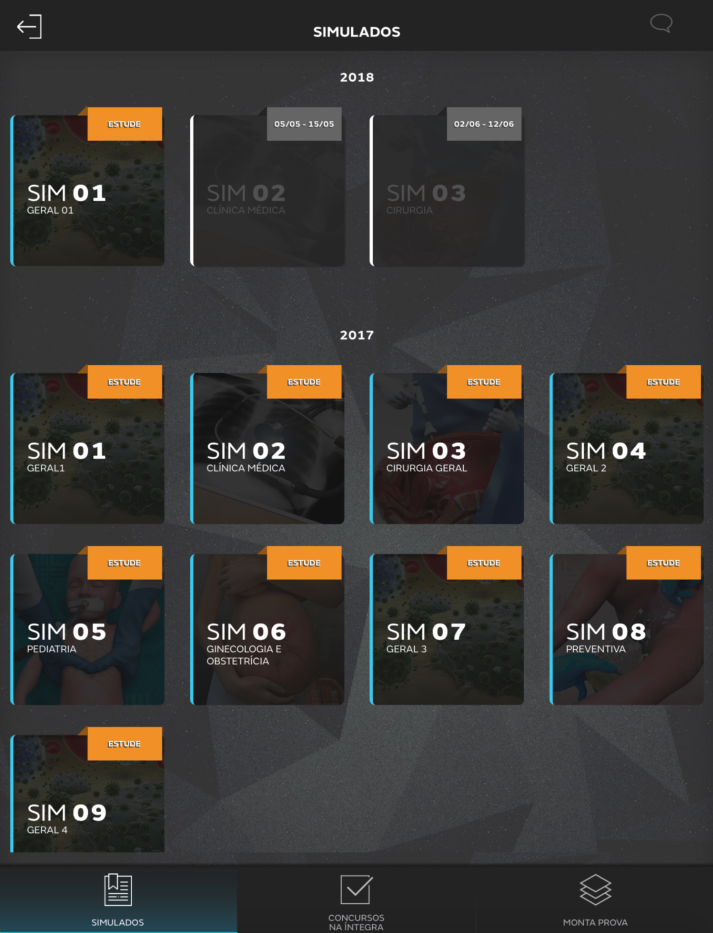 SIMULADOS
2018
ESTUDE
SIM 01
GERAL 01
05/05 - 15/05
SIM 02
CLÍNICA MÉDICA
02/06 - 12/06
SIM 03
CIRURGIA
2017
ESTUDE
SIM 01
GERAL1
ESTUDE
SIM 02
CLÍNICA MÉDICA
ESTUDE
SIM 03
CIRURGIA GERAL
ESTUDE
SIM 04
GERAL 2
ESTUDE
SIM 05
PEDIATRIA
ESTUDE
SIM 06
GINECOLOGIA E
OBSTETRÍCIA
ESTUDE
SIM 07
GERAL 3
ESTUDE
SIM 08
PREVENTIVA
ESTUDE
SIM 09
GERAL 4
SIMULADOS
CONCURSOS
NA ÍNTEGRA
MONTA PROVA